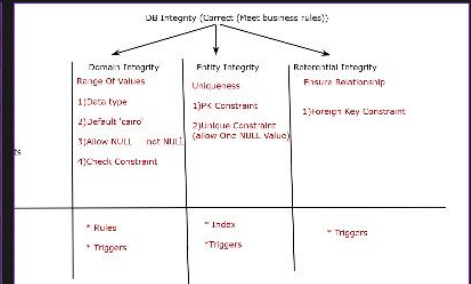 DB Integrity (Correct (Meet business rules))
Domain Integrity
Range Of Values
1)Data type
2)Default 'cairo'
3)Allow NULL not NULL
4)Check Constraint
* Rules
* Triggers
Entity Integrity
Uniqueness
1)PK Constraint
2)Unique Constraint
(allow One NULL Value)
* Index
*Triggers
Referential Integrity
Ensure Relationship
1)Foreign Key Constraint
* Triggers
ts